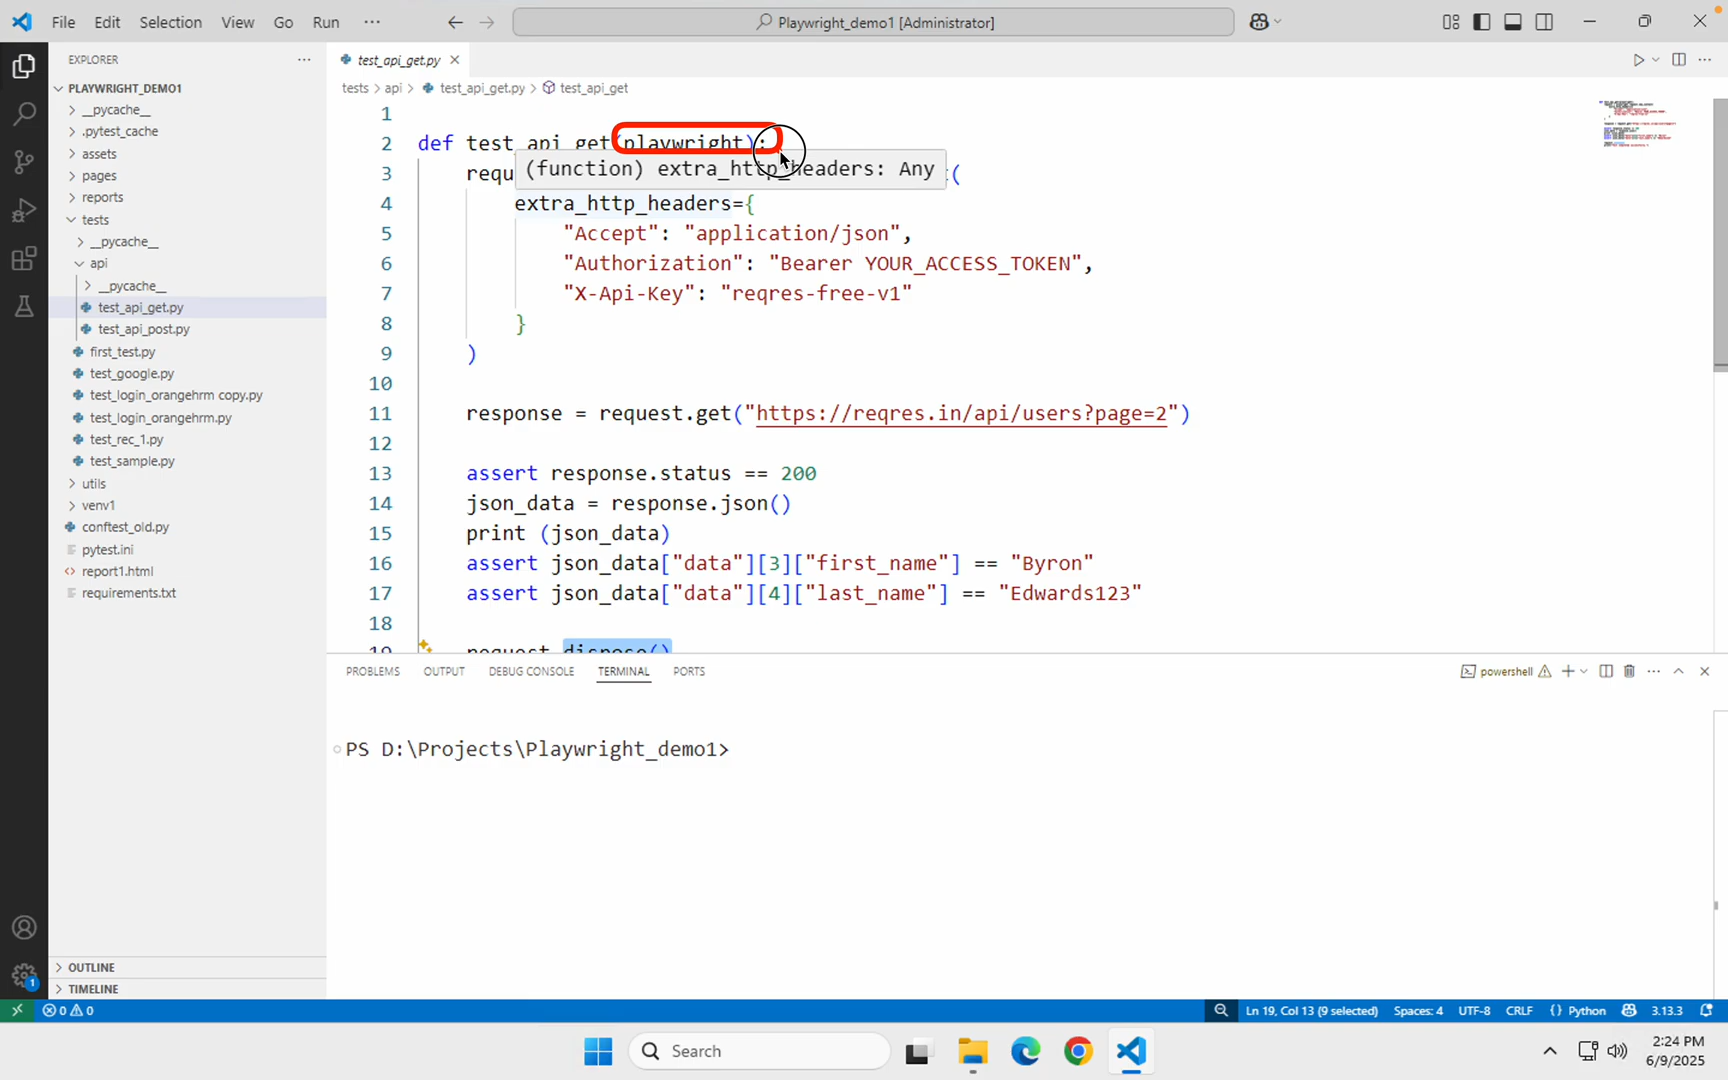 File Edit Selection View Go Run ···
Playwright_demo1 [Administrator]
EXPLORER
PLAYWRIGHT_DEMO1
__pycache__
.pytest_cache
assets
pages
reports
tests
__pycache__
api
__pycache__
test_api_get.py
test_api_post.py
first_test.py
test_google.py
test_login_orangehrm copy.py
test_login_orangehrm.py
test_rec_1.py
test_sample.py
utils
venv1
conftest_old.py
pytest.ini
<> report1.html
requirements.txt
OUTLINE
TIMELINE
test_api_get.py
tests > api > test_api_get.py > test_api_get
1
2 def test_api_get(playwright):
(function) extra_http_headers: Any
3 requ (
4 extra_http_headers={
5 "Accept": "application/json",
6 "Authorization": "Bearer YOUR_ACCESS_TOKEN",
7 "X-Api-Key": "reqres-free-v1"
8 }
9 )
10
11 response = request.get("https://reqres.in/api/users?page=2")
12
13 assert response.status == 200
14 json_data = response.json()
15 print (json_data)
16 assert json_data["data"][3]["first_name"] == "Byron"
17 assert json_data["data"][4]["last_name"] == "Edwards123"
18
19 request.dispose()
PROBLEMS OUTPUT DEBUG CONSOLE TERMINAL PORTS
powershell
PS D:\Projects\Playwright_demo1>
1
0 0
Ln 19, Col 13 (9 selected) Spaces: 4 UTF-8 CRLF {} Python 3.13.3
Search
2:24 PM
6/9/2025